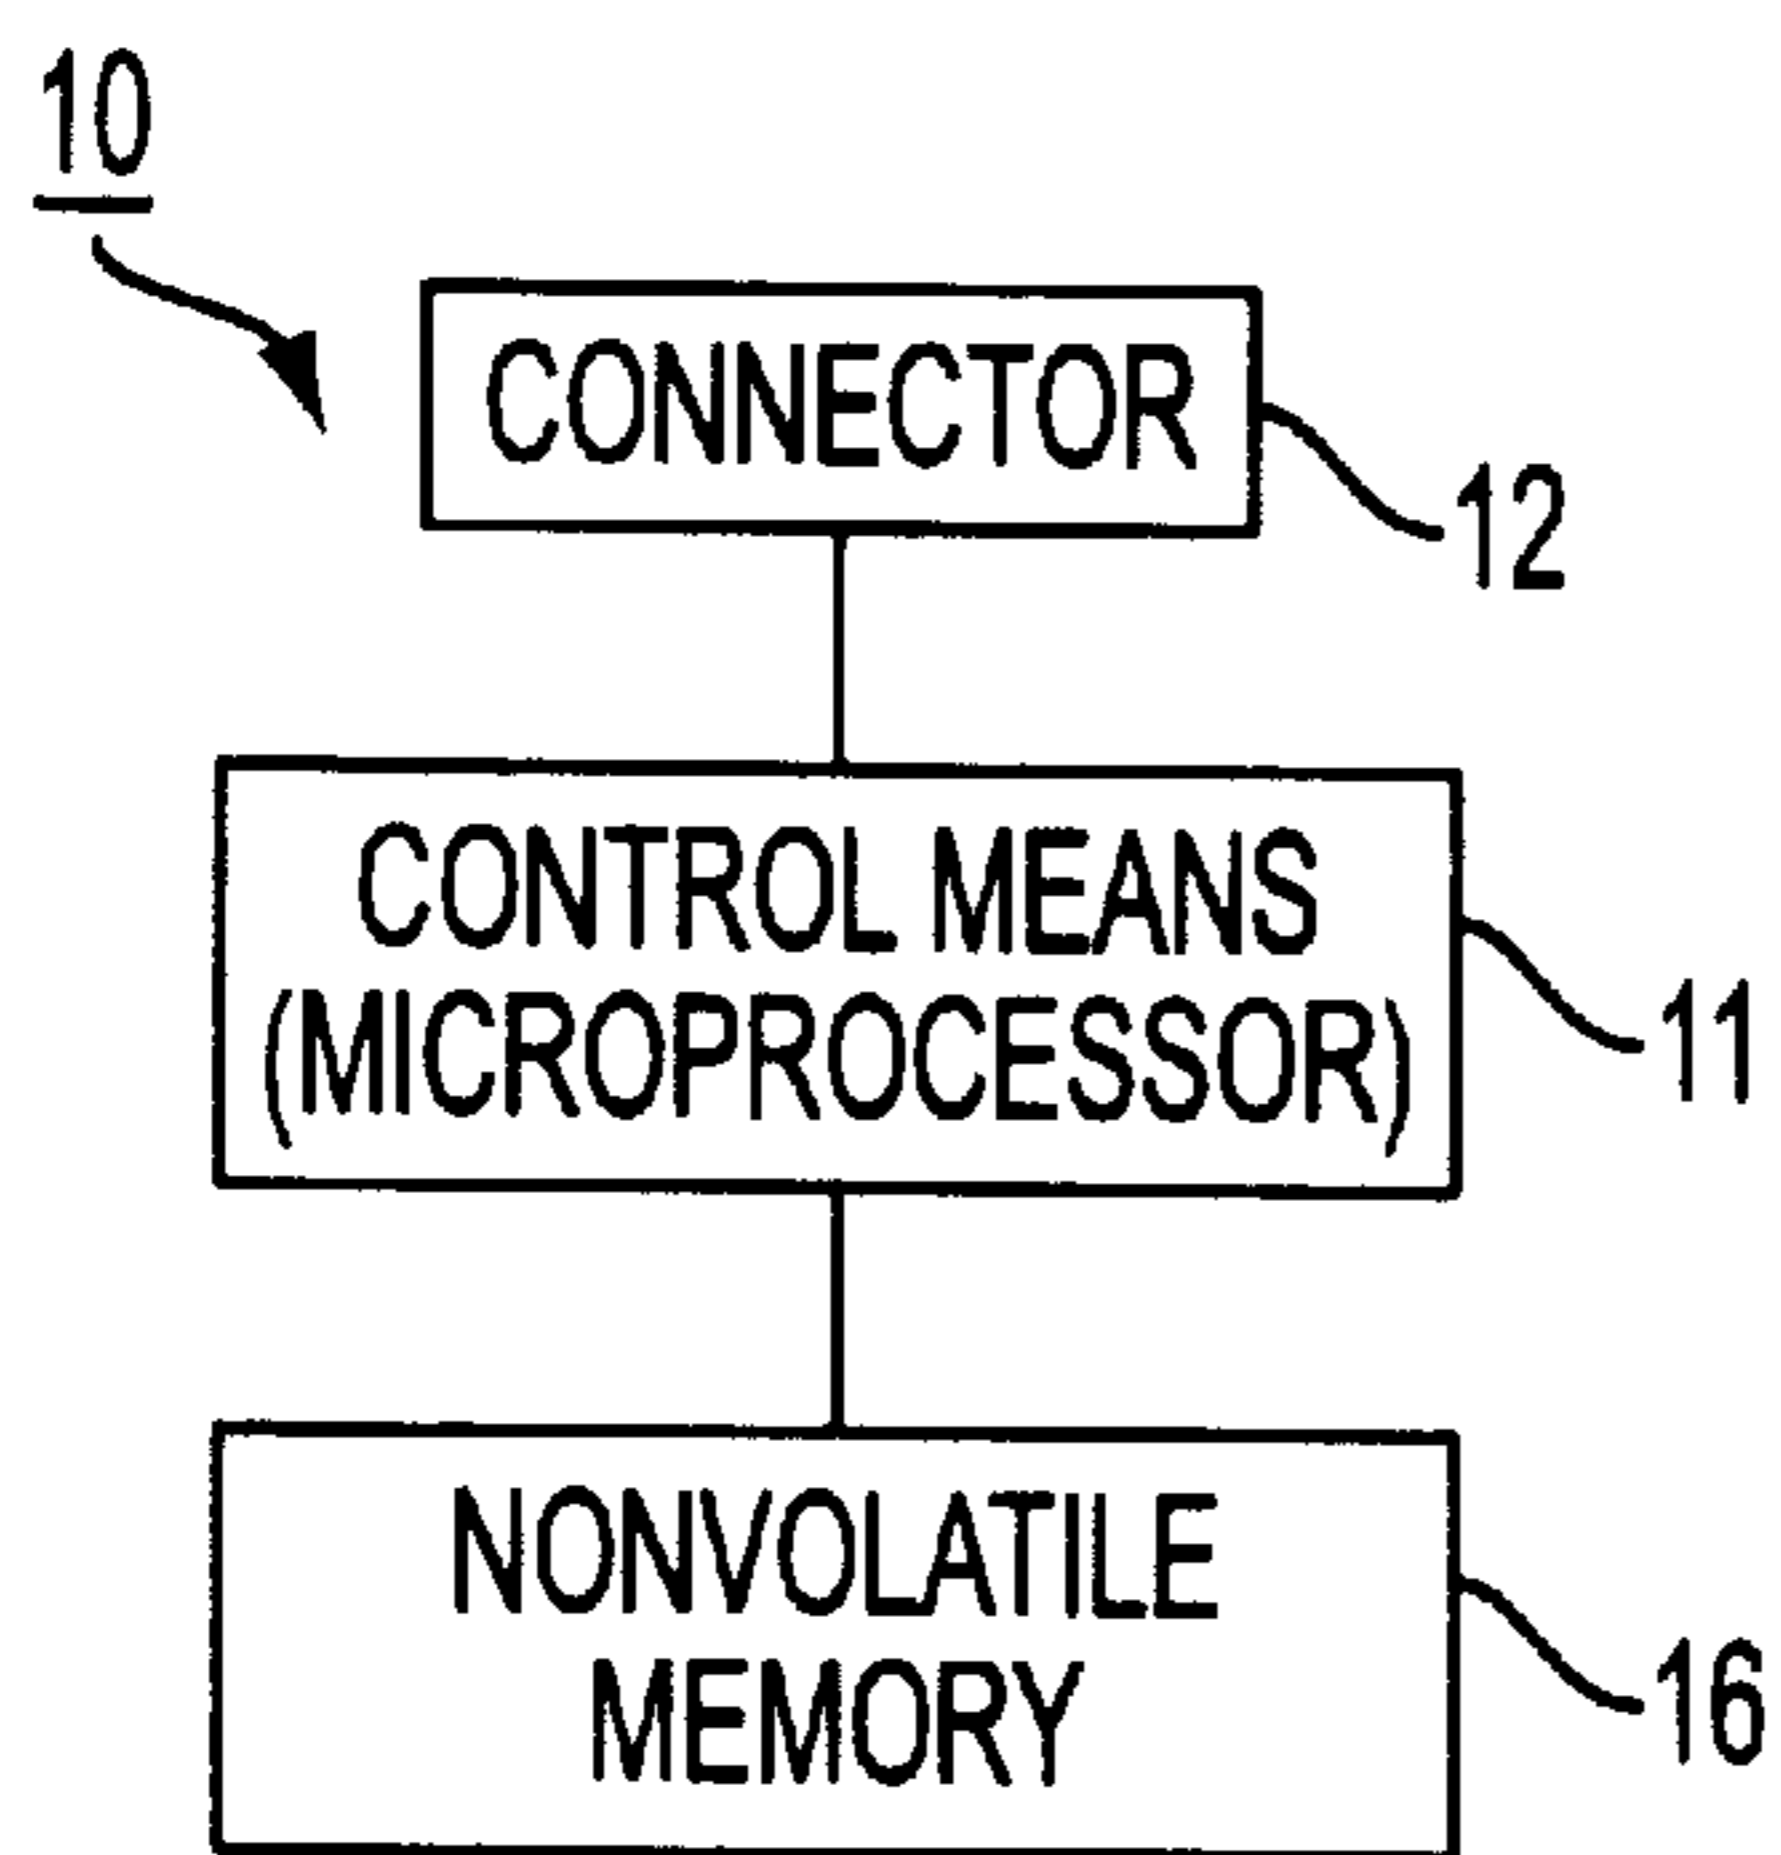 10
CONNECTOR
12
CONTROL MEANS
(MICROPROCESSOR)
11
NONVOLATILE
MEMORY
16